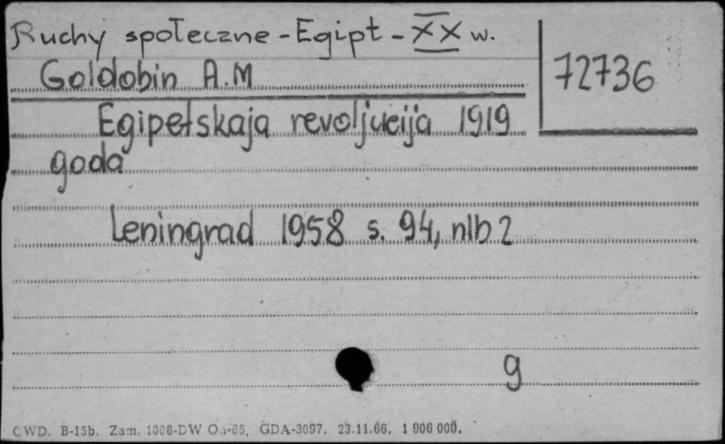 Ruchy społeczne - Egipt - XX w.
Goldobin A.M
72736
Egipetskaja revoljucija 1919
goda
Leningrad 1958 s. 94, nlb 2
g
CWD. B-15b. Zam. 1008-DW GDA-3097. 23.11.66. 1 906 000.